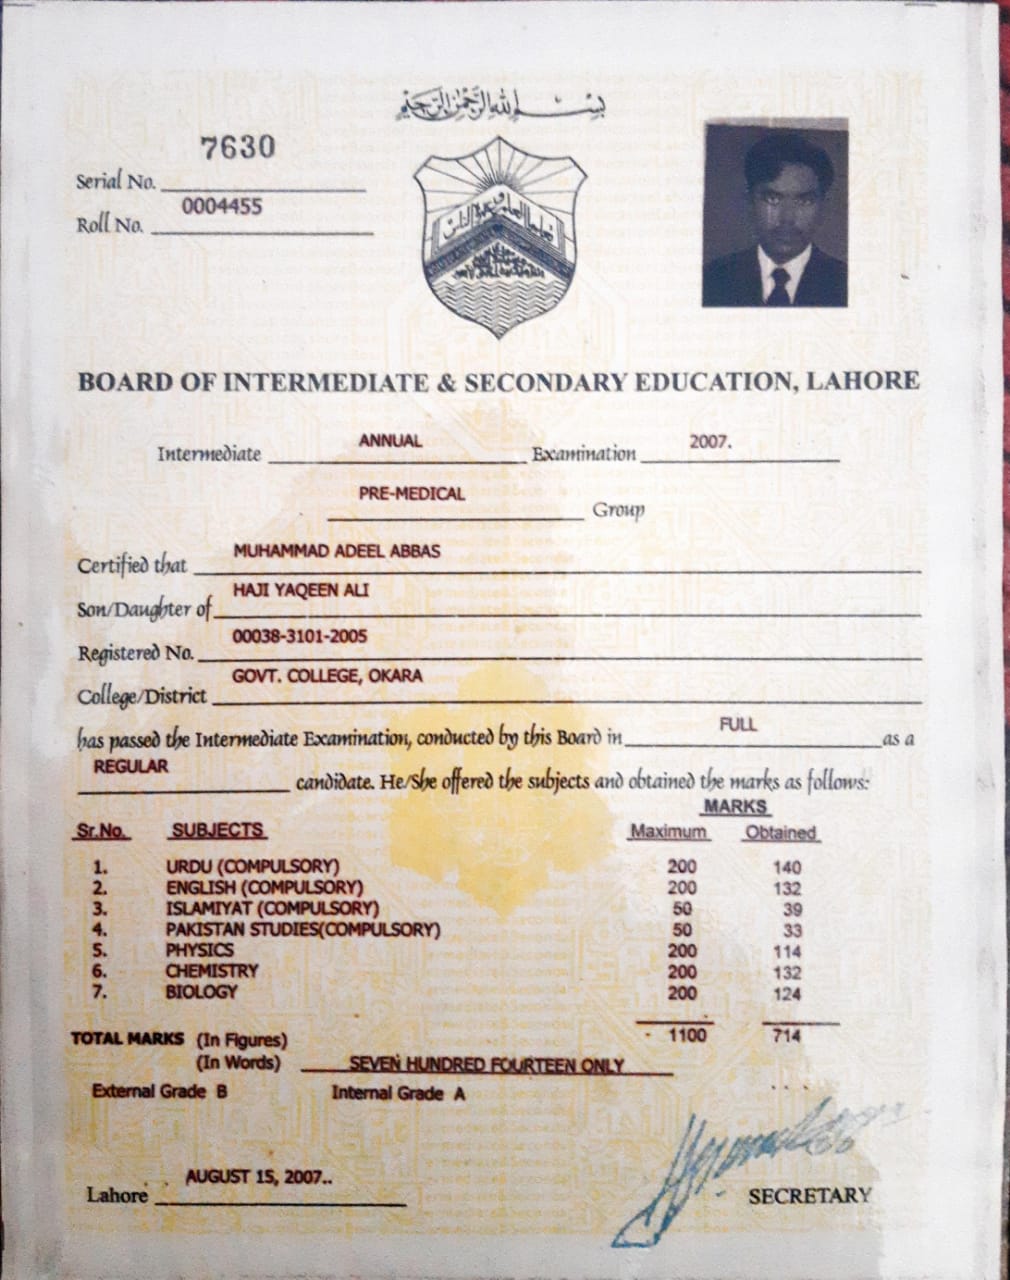 بسم الله الرحمن الرحيم
7630
Serial No.
0004455
Roll No.
BOARD OF INTERMEDIATE & SECONDARY EDUCATION, LAHORE
Intermediate ANNUAL Examination 2007.
PRE-MEDICAL Group
Certified that MUHAMMAD ADEEL ABBAS
Son/Daughter of HAJI YAQEEN ALI
Registered No. 00038-3101-2005
College/District GOVT. COLLEGE, OKARA
has passed the Intermediate Examination, conducted by this Board in FULL as a
REGULAR candidate. He/She offered the subjects and obtained the marks as follows:
MARKS
Sr.No. SUBJECTS Maximum Obtained
1. URDU (COMPULSORY) 200 140
2. ENGLISH (COMPULSORY) 200 132
3. ISLAMIYAT (COMPULSORY) 50 39
4. PAKISTAN STUDIES(COMPULSORY) 50 33
5. PHYSICS 200 114
6. CHEMISTRY 200 132
7. BIOLOGY 200 124
TOTAL MARKS (In Figures) 1100 714
(In Words) SEVEN HUNDRED FOURTEEN ONLY
External Grade B Internal Grade A
Lahore AUGUST 15, 2007..
SECRETARY